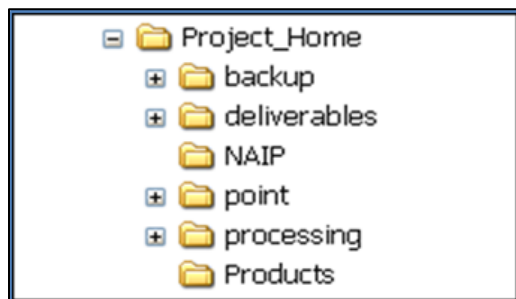 Project_Home
backup
deliverables
NAIP
point
processing
Products